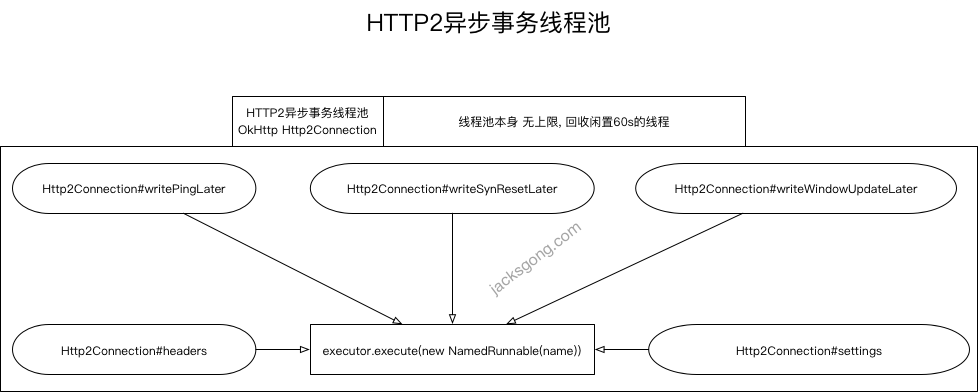 HTTP2异步事务线程池
HTTP2异步事务线程池
OkHttp Http2Connection
线程池本身 无上限, 回收闲置60s的线程
Http2Connection#writePingLater
Http2Connection#writeSynResetLater
Http2Connection#writeWindowUpdateLater
jacksgong.com
Http2Connection#headers
executor.execute(new NamedRunnable(name))
Http2Connection#settings